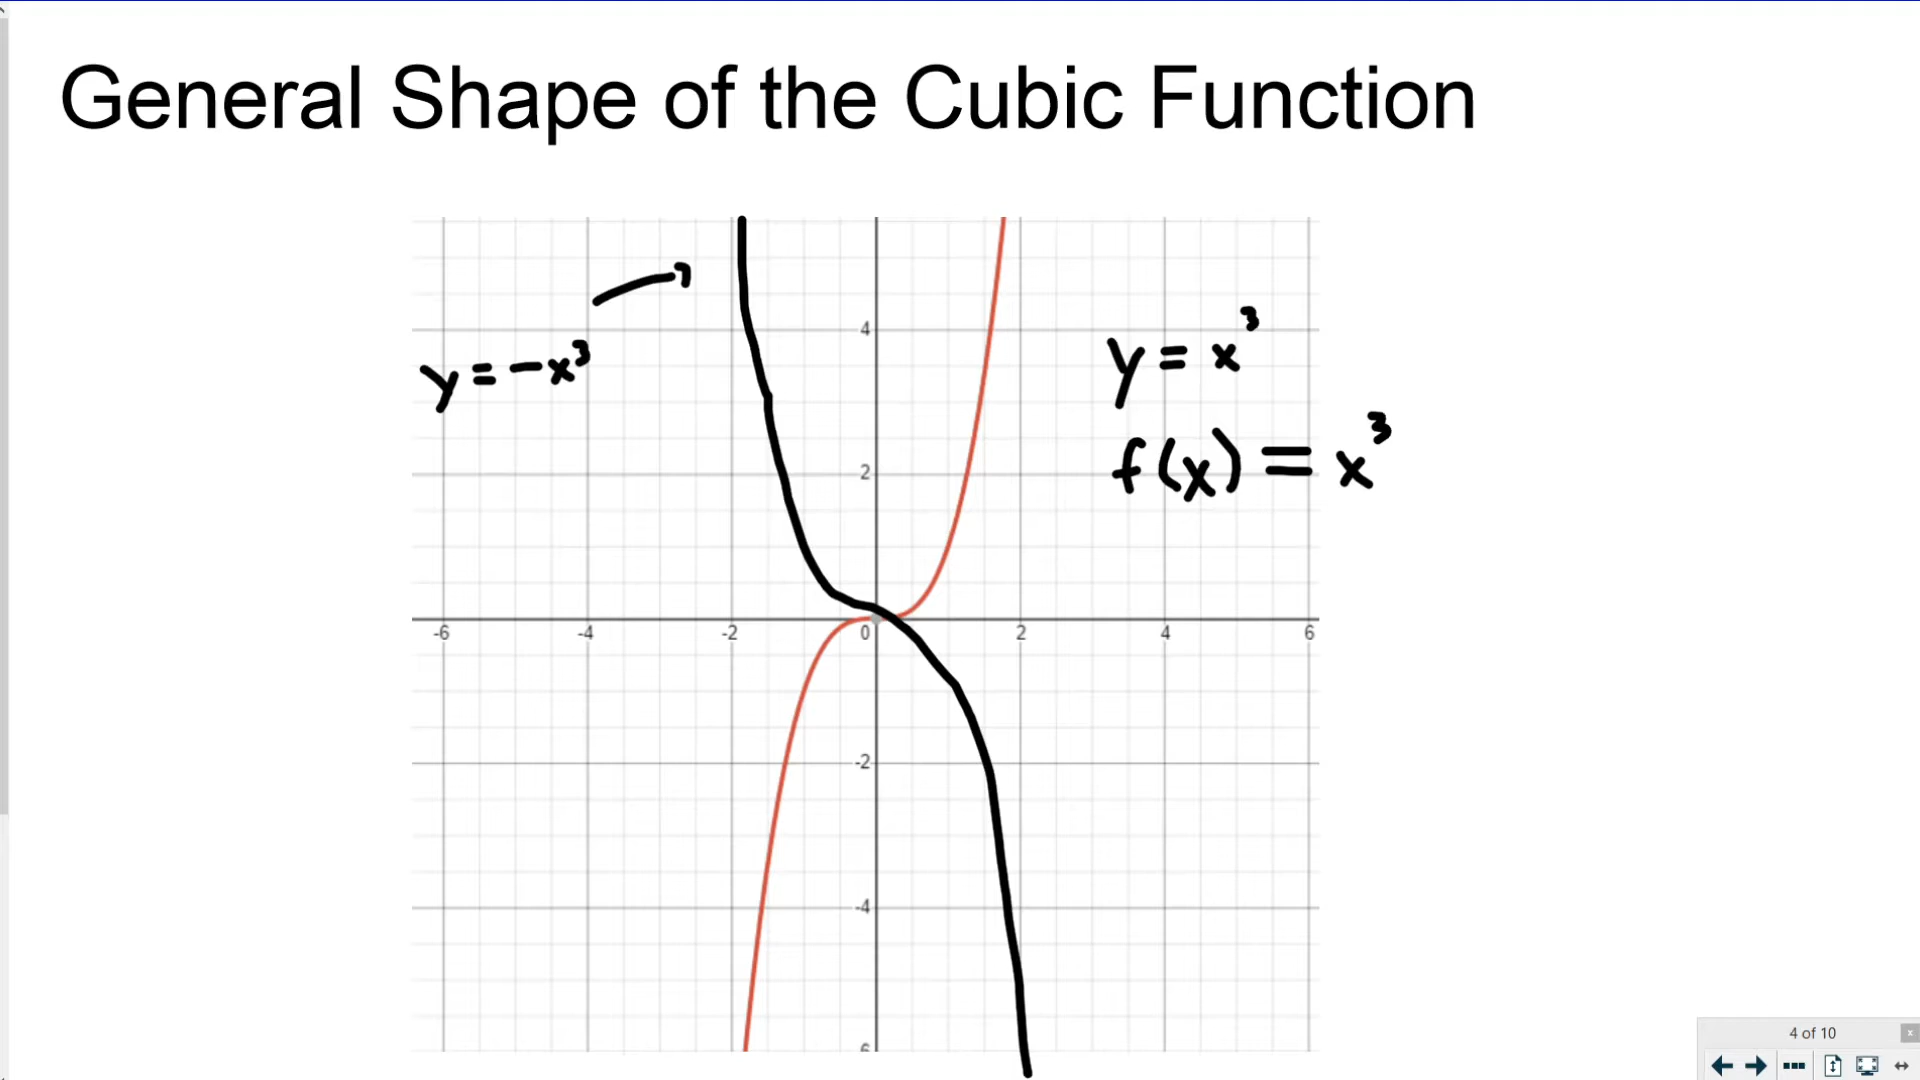 General Shape of the Cubic Function
y = -x³
y = x³
f(x) = x³
4
2
-6 -4 -2 0 2 4 6
-2
-4
4 of 10
x